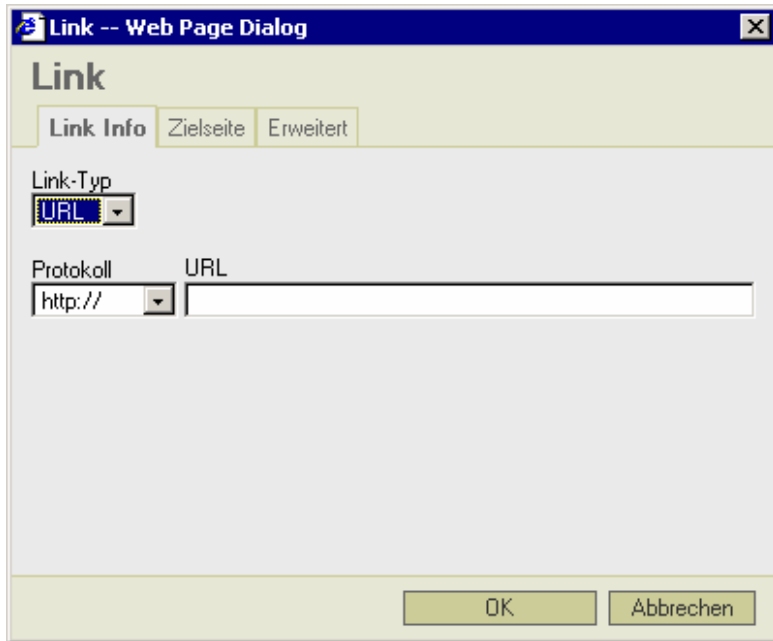 Link -- Web Page Dialog
Link
Link Info Zielseite Erweitert
Link-Typ
URL
Protokoll URL
http://
OK Abbrechen